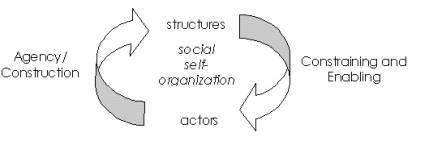 structures
social
self-
organization
Agency/
Construction
Constraining and
Enabling
actors